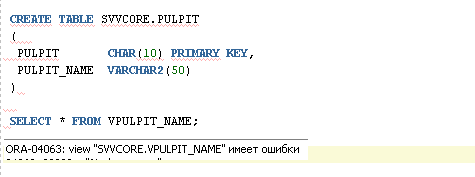 CREATE TABLE SVVCORE.PULPIT
(
PULPIT CHAR(10) PRIMARY KEY,
PULPIT_NAME VARCHAR2(50)
)
SELECT * FROM VPULPIT_NAME;
ORA-04063: view "SVVCORE.VPULPIT_NAME" имеет ошибки